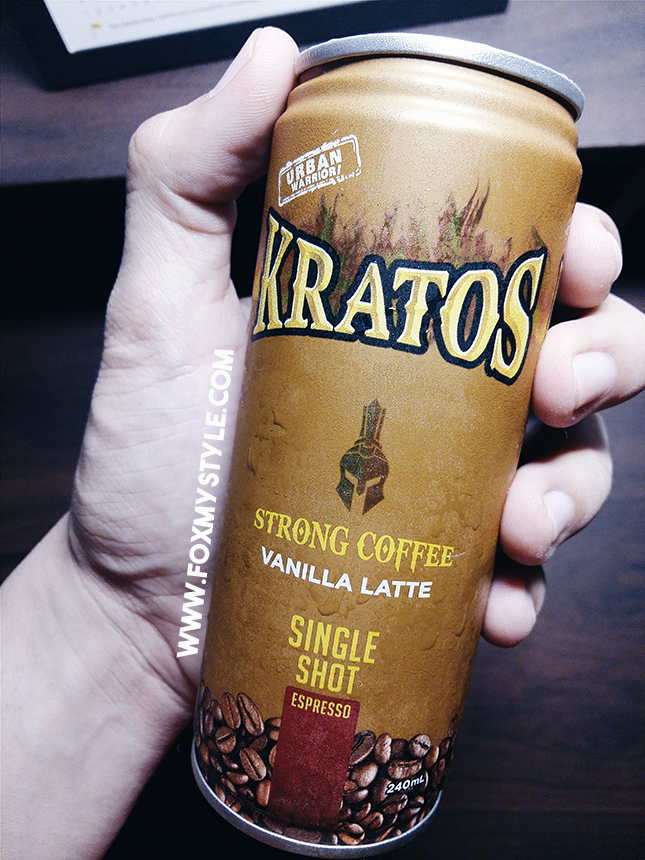 URBAN
WARRIOR!
KRATOS
STRONG COFFEE
VANILLA LATTE
SINGLE
SHOT
ESPRESSO
240mL
WWW.FOXMYSTYLE.COM